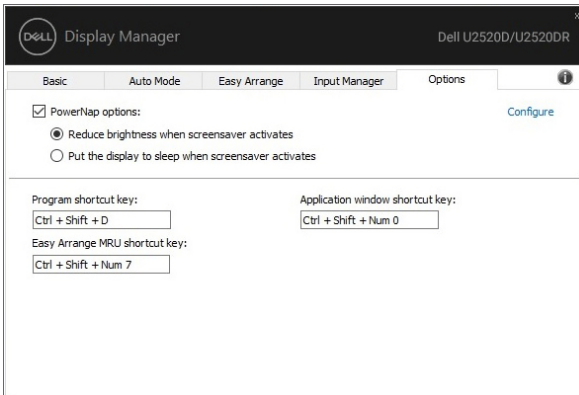 DELL Display Manager Dell U2520D/U2520DR
Basic Auto Mode Easy Arrange Input Manager Options
PowerNap options: Configure
Reduce brightness when screensaver activates
Put the display to sleep when screensaver activates
Program shortcut key: Application window shortcut key:
Ctrl + Shift + D Ctrl + Shift + Num 0
Easy Arrange MRU shortcut key:
Ctrl + Shift + Num 7